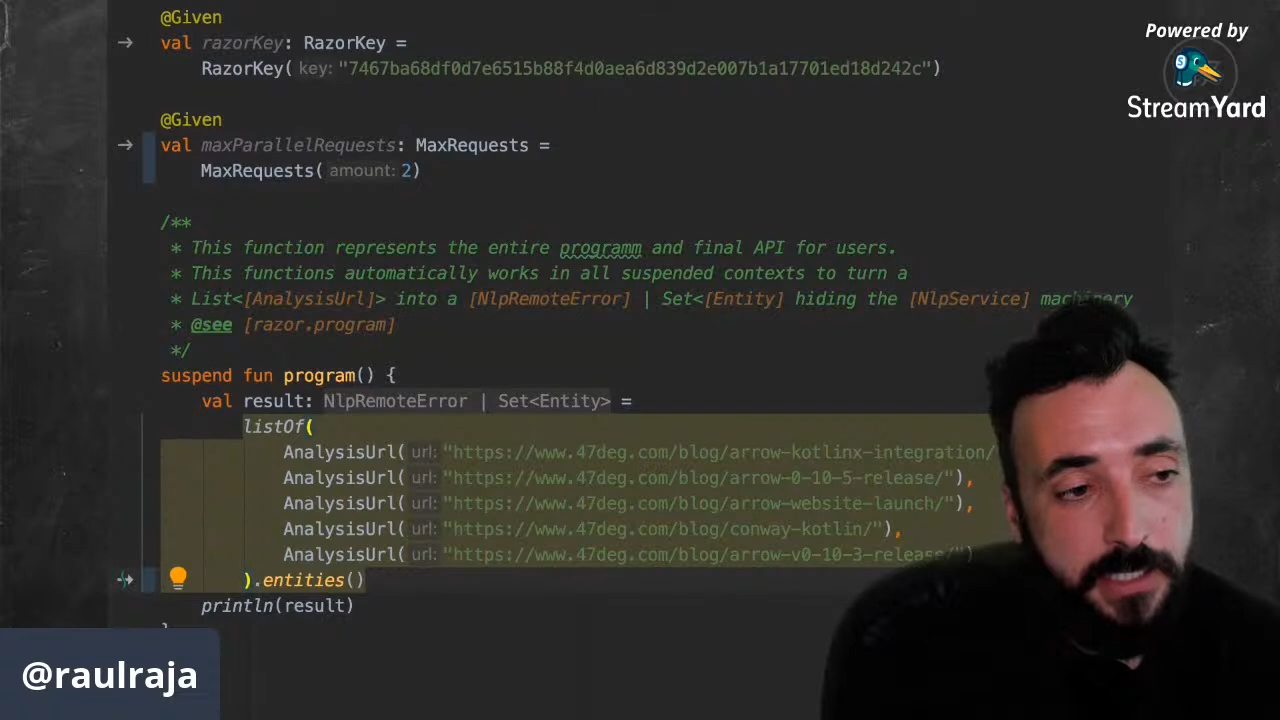 @Given
val razorKey: RazorKey =
RazorKey( key: "7467ba68df0d7e6515b88f4d0aea6d839d2e007b1a17701ed18d242c")
@Given
val maxParallelRequests: MaxRequests =
MaxRequests( amount: 2)
/**
* This function represents the entire programm and final API for users.
* This functions automatically works in all suspended contexts to turn a
* List<[AnalysisUrl]> into a [NlpRemoteError] | Set<[Entity] hiding the [NlpService] machinery
* @see [razor.program]
*/
suspend fun program() {
val result: NlpRemoteError | Set<Entity> =
listOf(
AnalysisUrl( url: "https://www.47deg.com/blog/arrow-kotlinx-integration/
AnalysisUrl( url: "https://www.47deg.com/blog/arrow-0-10-5-release/"),
AnalysisUrl( url: "https://www.47deg.com/blog/arrow-website-launch/"),
AnalysisUrl( url: "https://www.47deg.com/blog/conway-kotlin/"),
AnalysisUrl( url: "https://www.47deg.com/blog/arrow-v0-10-3-release/")
).entities()
println(result)
Powered by
StreamYard
@raulraja